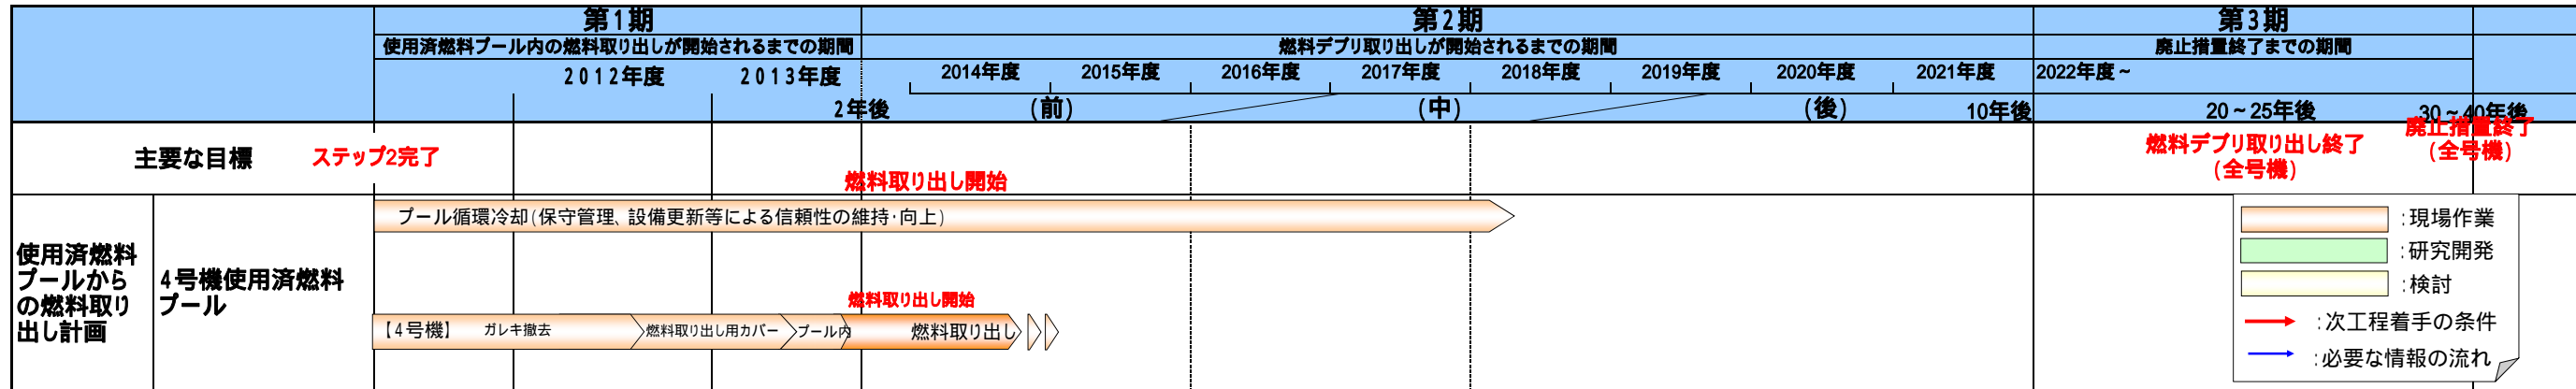 第1期
第2期
第3期
使用済燃料プール内の燃料取り出しが開始されるまでの期間
燃料デブリ取り出しが開始されるまでの期間
廃止措置終了までの期間
2012年度
2013年度
2014年度
2015年度
2016年度
2017年度
2018年度
2019年度
2020年度
2021年度
2022年度~
2年後
(前)
(中)
(後)
10年後
20~25年後
30~40年後
主要な目標
ステップ2完了
燃料取り出し開始
燃料デブリ取り出し終了
(全号機)
廃止措置終了
(全号機)
使用済燃料
プールから
の燃料取り
出し計画
4号機使用済燃料
プール
プール循環冷却(保守管理、設備更新等による信頼性の維持・向上)
燃料取り出し開始
【4号機】 ガレキ撤去
燃料取り出し用カバー
プール内
燃料取り出し
:現場作業
:研究開発
:検討
:次工程着手の条件
:必要な情報の流れ